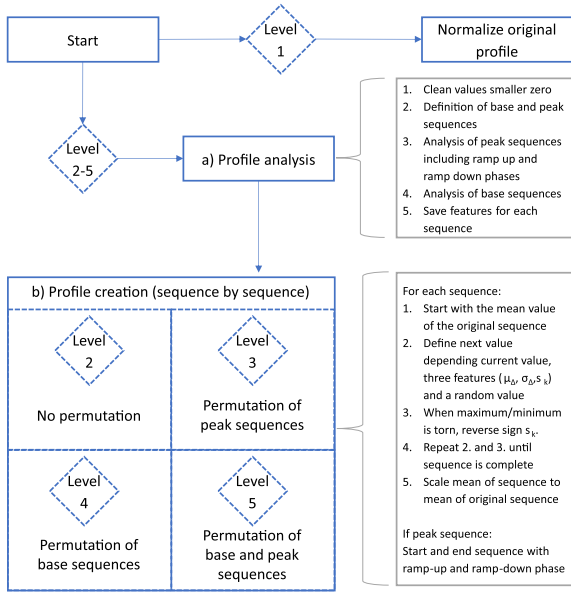 Start
Level
1
Normalize original
profile
Level
2-5
a) Profile analysis
1. Clean values smaller zero
2. Definition of base and peak
sequences
3. Analysis of peak sequences
including ramp up and
ramp down phases
4. Analysis of base sequences
5. Save features for each
sequence
b) Profile creation (sequence by sequence)
Level
2
No permutation
Level
3
Permutation of
peak sequences
Level
4
Permutation of
base sequences
Level
5
Permutation of
base and peak
sequences
For each sequence:
1. Start with the mean value
of the original sequence
2. Define next value
depending current value,
three features (μΔ, σΔ,s k)
and a random value
3. When maximum/minimum
is torn, reverse sign sk.
4. Repeat 2. and 3. until
sequence is complete
5. Scale mean of sequence to
mean of original sequence
If peak sequence:
Start and end sequence with
ramp-up and ramp-down phase